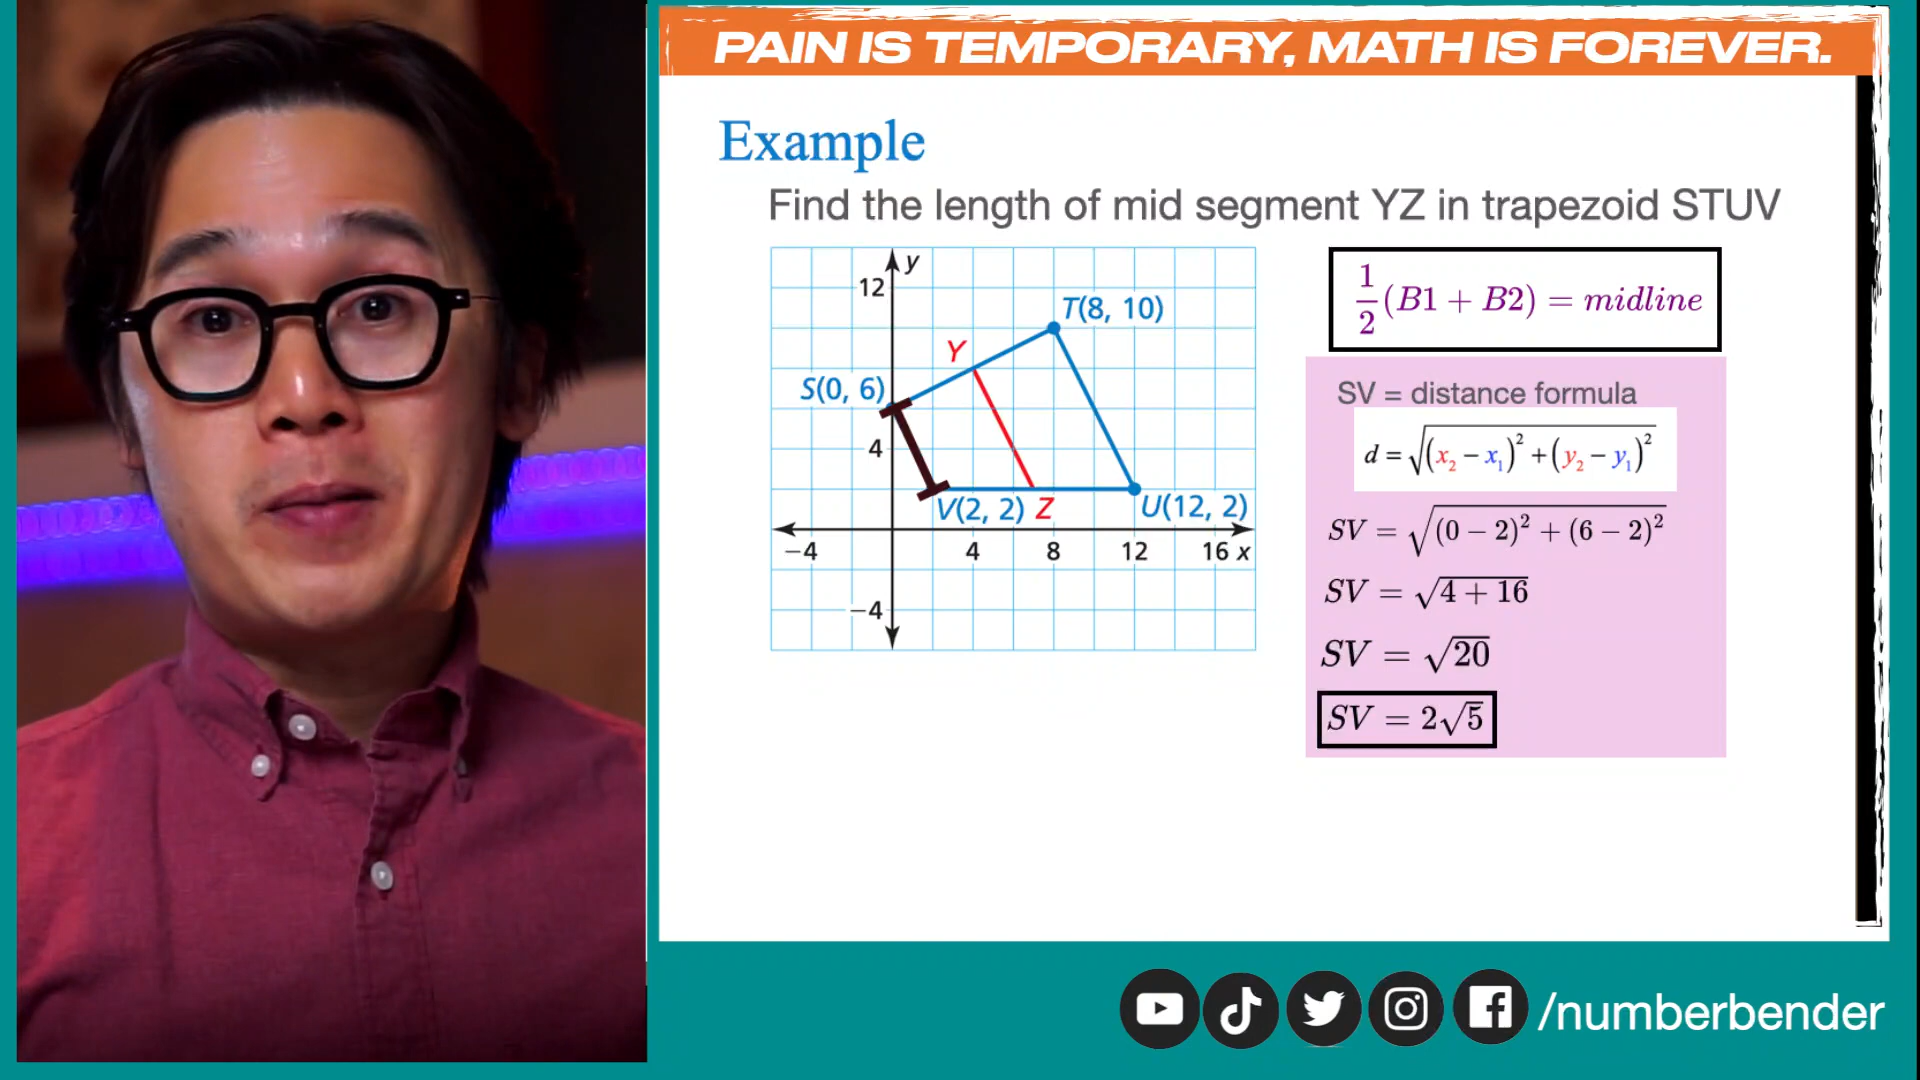 PAIN IS TEMPORARY, MATH IS FOREVER.
Example
Find the length of mid segment YZ in trapezoid STUV
y
12
T(8, 10)
Y
S(0, 6)
4
V(2, 2) Z U(12, 2)
−4 4 8 12 16 x
−4
1/2 (B1 + B2) = midline
SV = distance formula
d = √((x₂ − x₁)² + (y₂ − y₁)²)
SV = √((0 − 2)² + (6 − 2)²)
SV = √(4 + 16)
SV = √20
SV = 2√5
/numberbender